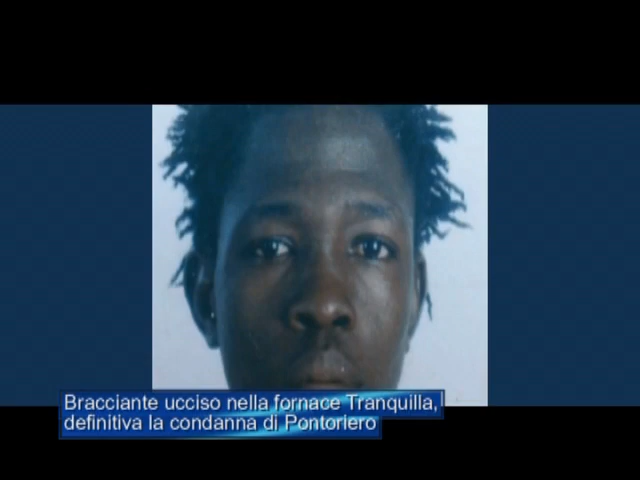 Bracciante ucciso nella fornace Tranquilla,
definitiva la condanna di Pontoriero